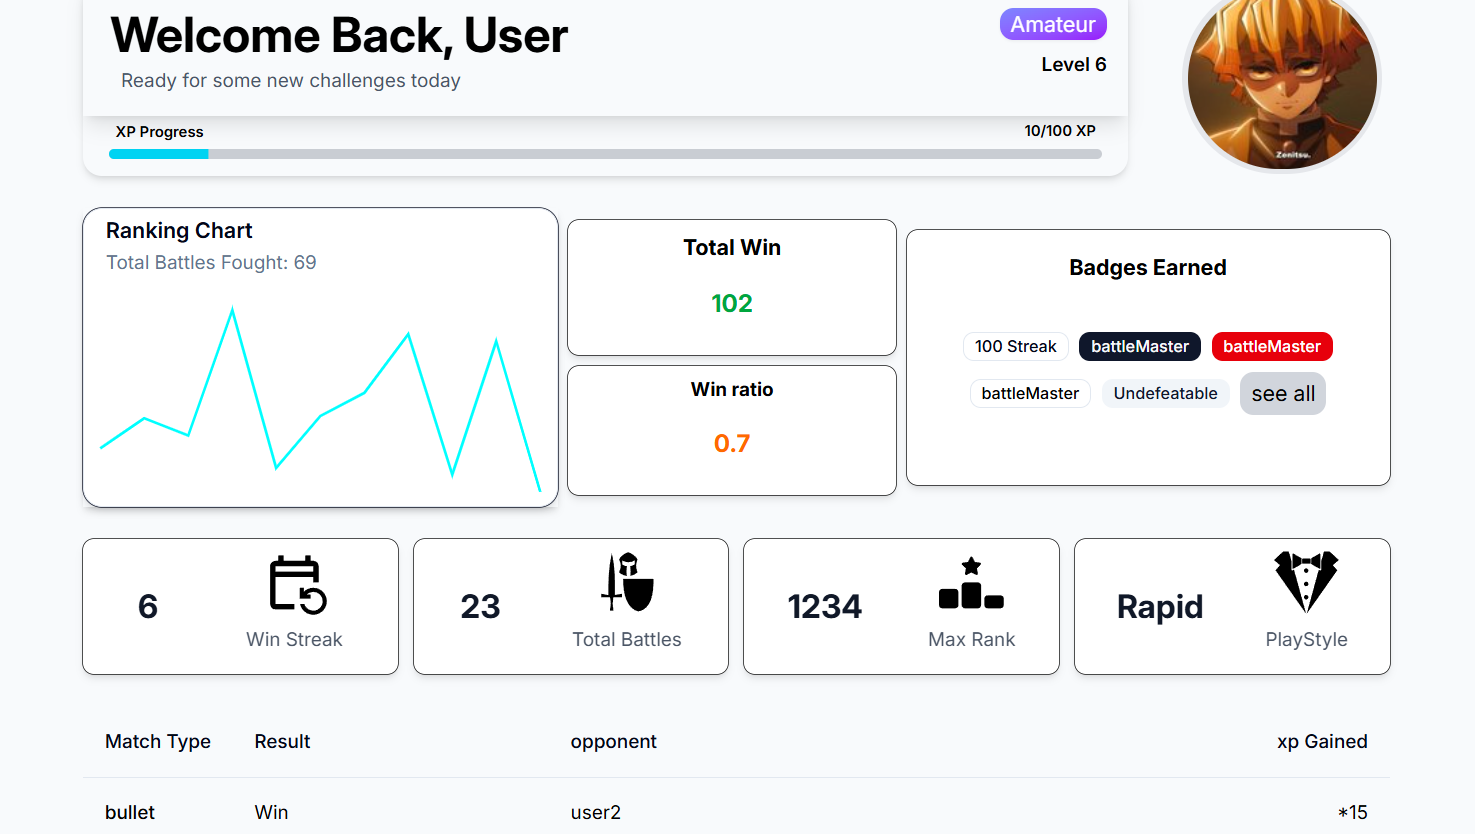 Welcome Back, User
Amateur
Ready for some new challenges today
Level 6
XP Progress
10/100 XP
Zenitsu.
Ranking Chart
Total Battles Fought: 69
Total Win
102
Win ratio
0.7
Badges Earned
100 Streak battleMaster battleMaster
battleMaster Undefeatable see all
6
Win Streak
23
Total Battles
1234
Max Rank
Rapid
PlayStyle
Match Type Result opponent xp Gained
bullet Win user2 *15